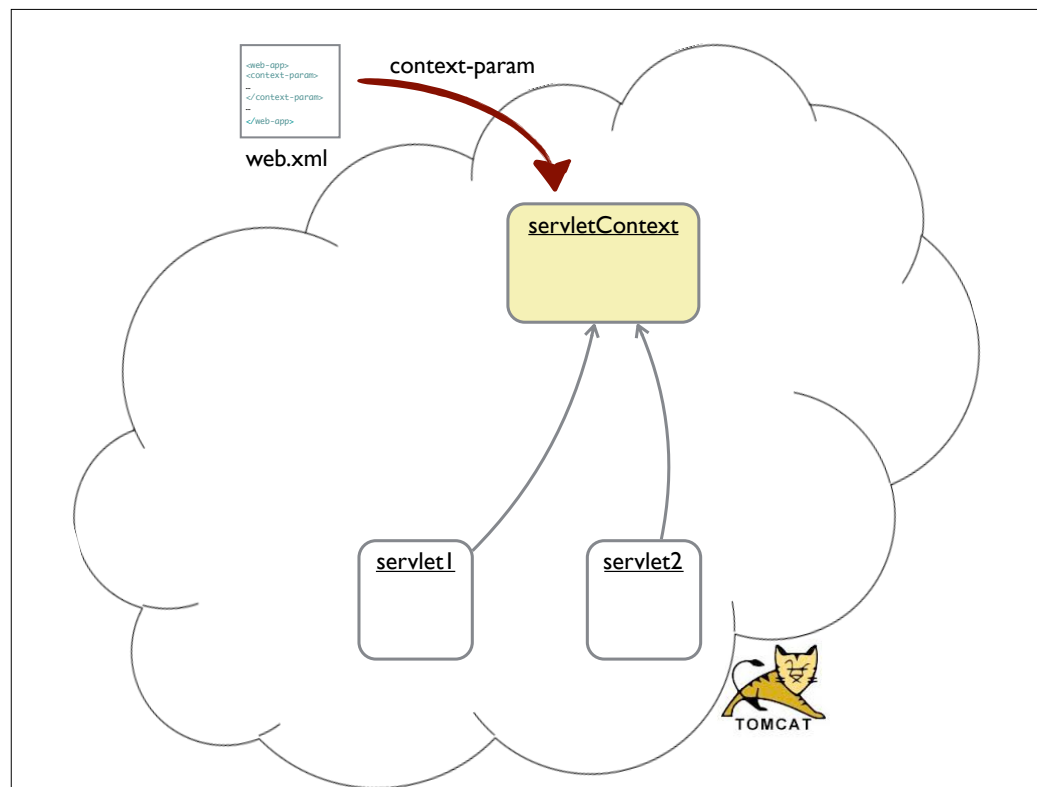 <web-app>
<context-param>
…
</context-param>
…
</web-app>
web.xml
context-param
servletContext
servlet1
servlet2
TOMCAT